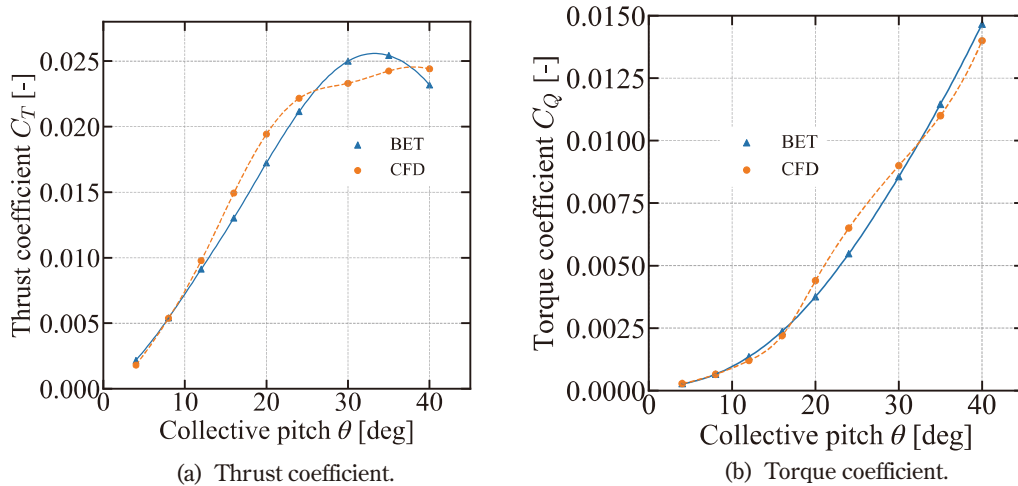 0.025
0.020
0.015
0.010
0.005
0.000
Thrust coefficient C_T [-]
BET
CFD
0 10 20 30 40
Collective pitch θ [deg]
(a) Thrust coefficient.
0.0150
0.0125
0.0100
0.0075
0.0050
0.0025
0.0000
Torque coefficient C_Q [-]
BET
CFD
0 10 20 30 40
Collective pitch θ [deg]
(b) Torque coefficient.